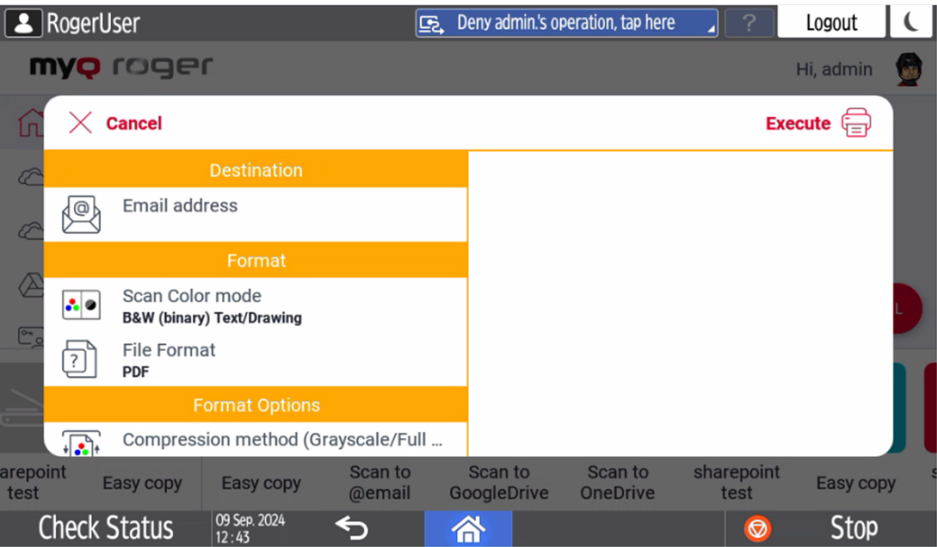 RogerUser
Deny admin.'s operation, tap here
?
Logout
myQ roger
Hi, admin
Cancel
Execute
Destination
@
Email address
Format
Scan Color mode
B&W (binary) Text/Drawing
?
File Format
PDF
L
Format Options
Compression method (Grayscale/Full ...
arepoint
test
Easy copy
Easy copy
Scan to
@email
Scan to
GoogleDrive
Scan to
OneDrive
sharepoint
test
Easy copy
s
Check Status
09 Sep. 2024
12:43
Stop